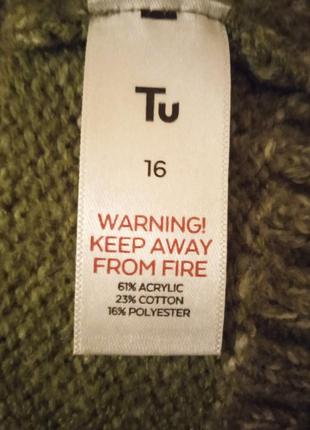 Tu
16
WARNING!
KEEP AWAY
FROM FIRE
61% ACRYLIC
23% COTTON
16% POLYESTER